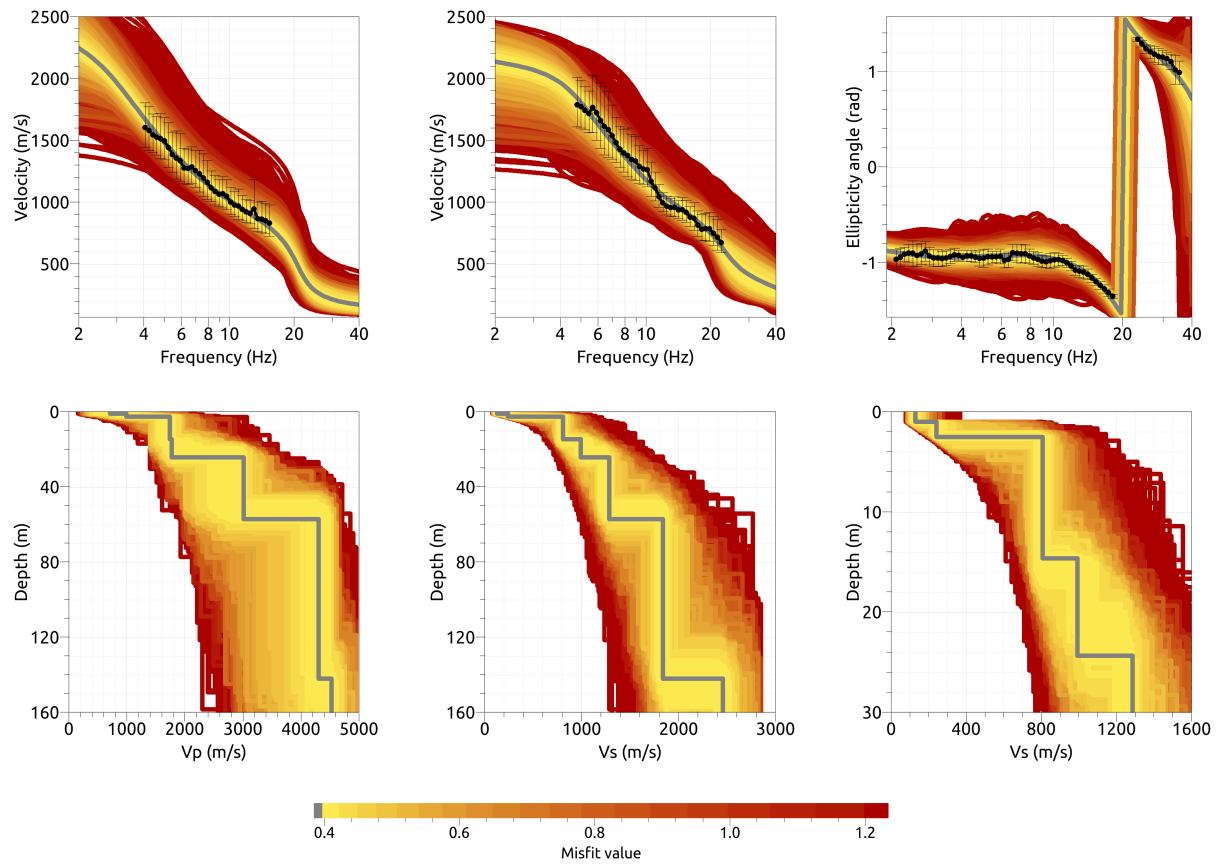 2500
2000
1500
1000
500
Velocity (m/s)
2 4 6 8 10 20 40
Frequency (Hz)
2500
2000
1500
1000
500
Velocity (m/s)
2 4 6 8 10 20 40
Frequency (Hz)
1
0
-1
Ellipticity angle (rad)
2 4 6 8 10 20 40
Frequency (Hz)
0
40
80
120
160
Depth (m)
0 1000 2000 3000 4000 5000
Vp (m/s)
0
40
80
120
160
Depth (m)
0 1000 2000 3000
Vs (m/s)
0
10
20
30
Depth (m)
0 400 800 1200 1600
Vs (m/s)
0.4 0.6 0.8 1.0 1.2
Misfit value